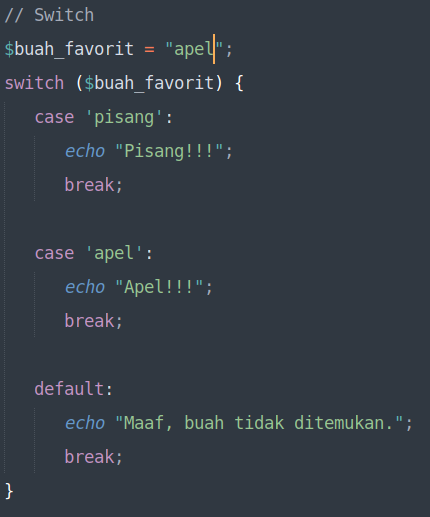 // Switch
$buah_favorit = "apel";
switch ($buah_favorit) {
case 'pisang':
echo "Pisang!!!";
break;
case 'apel':
echo "Apel!!!";
break;
default:
echo "Maaf, buah tidak ditemukan.";
break;
}